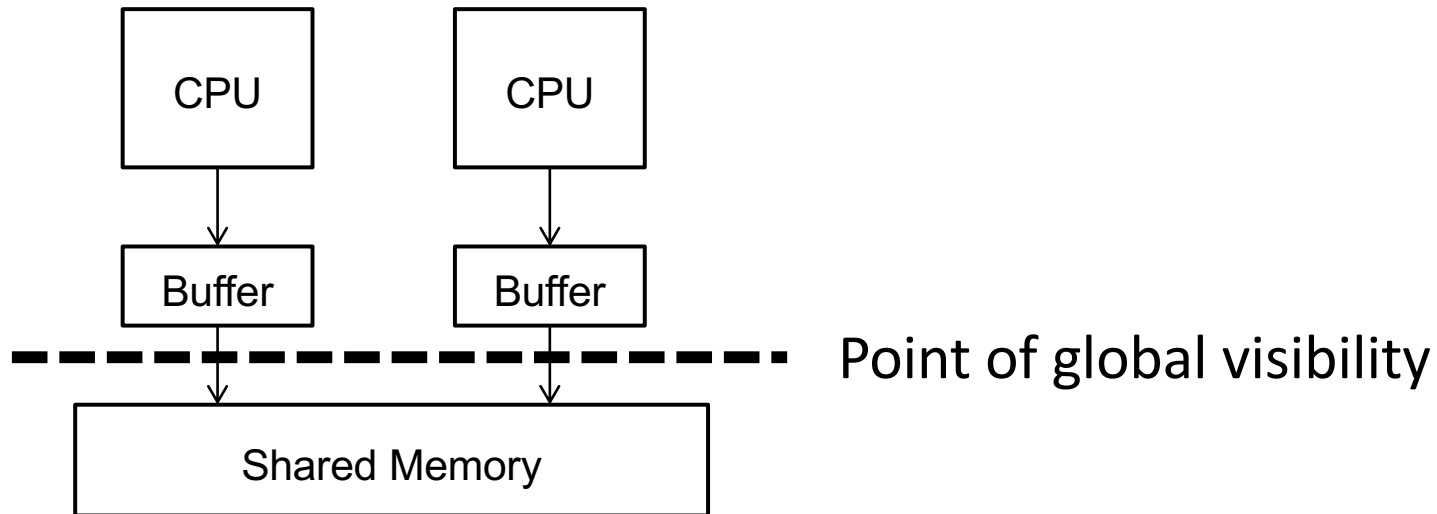 CPU CPU
Buffer Buffer
Point of global visibility
Shared Memory